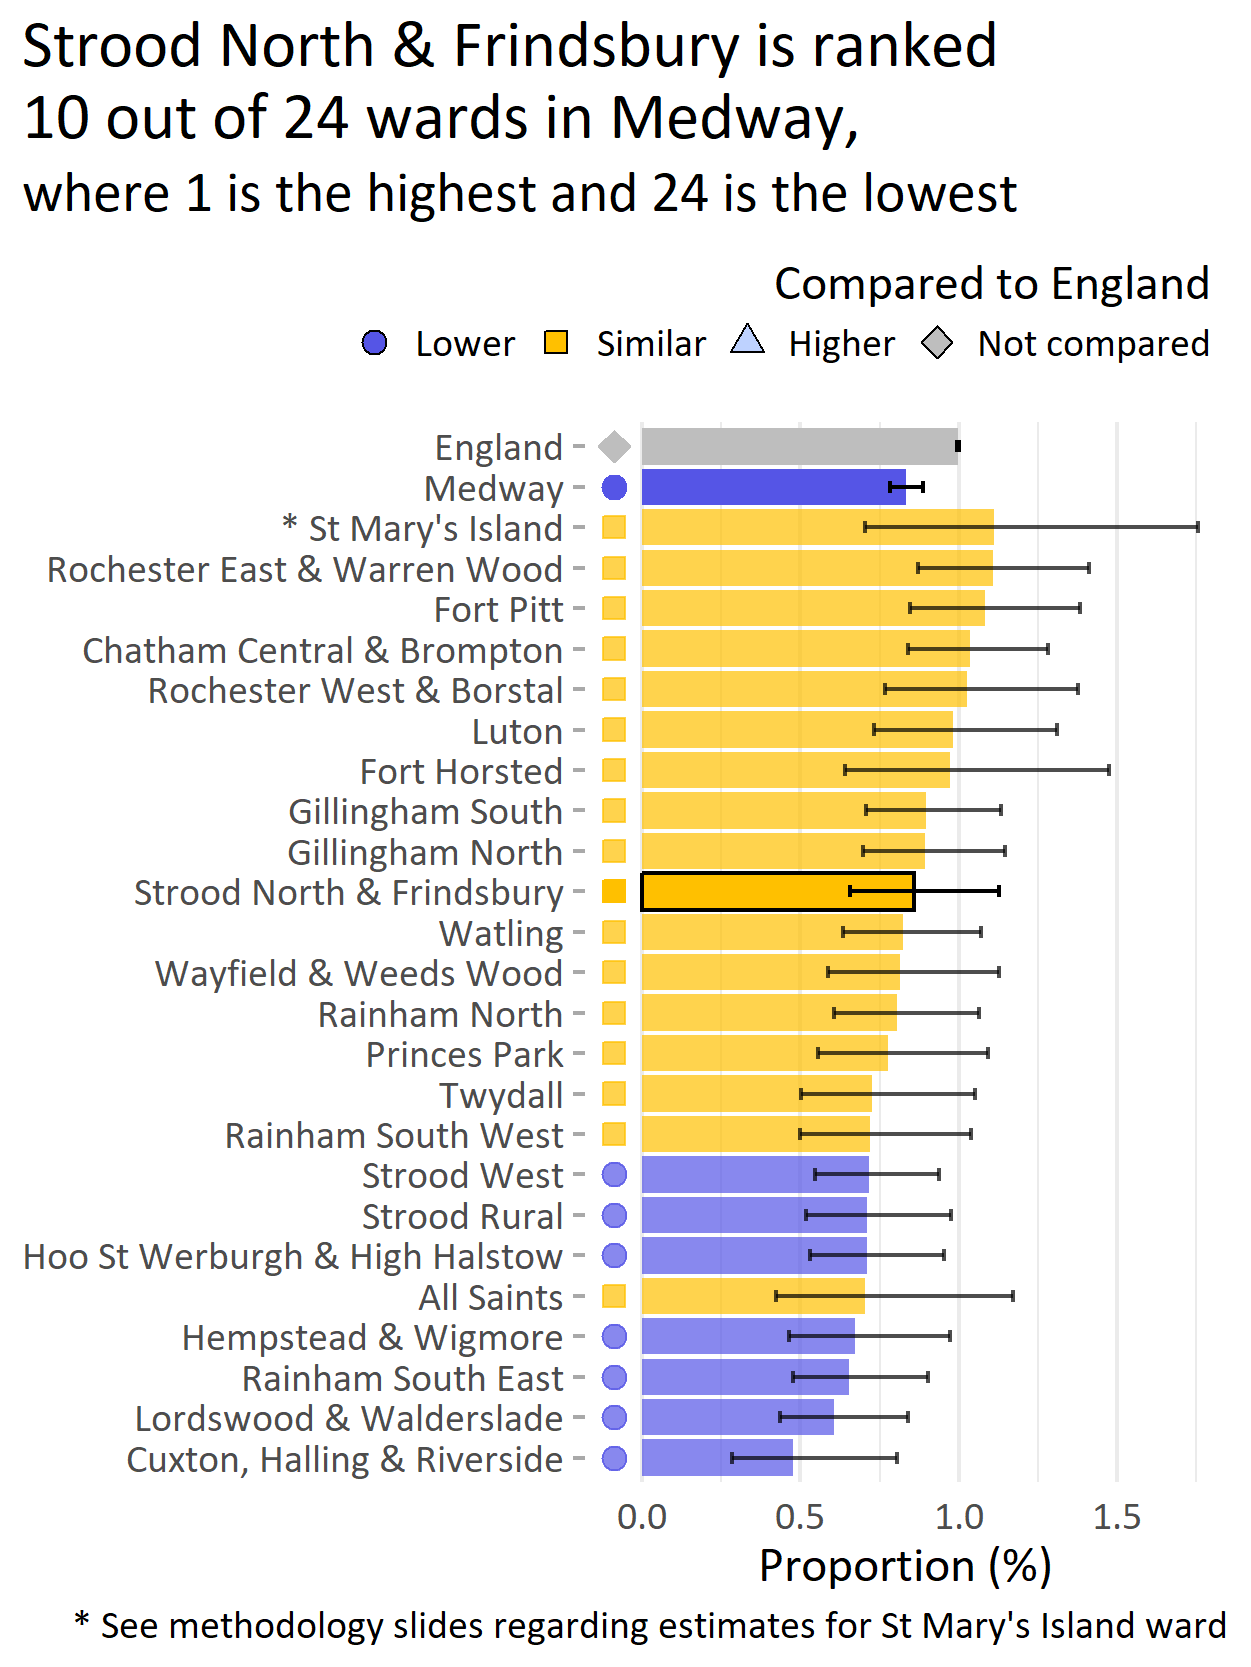 Strood North & Frindsbury is ranked
10 out of 24 wards in Medway,
where 1 is the highest and 24 is the lowest
Compared to England
Lower Similar Higher Not compared
England
Medway
* St Mary's Island
Rochester East & Warren Wood
Fort Pitt
Chatham Central & Brompton
Rochester West & Borstal
Luton
Fort Horsted
Gillingham South
Gillingham North
Strood North & Frindsbury
Watling
Wayfield & Weeds Wood
Rainham North
Princes Park
Twydall
Rainham South West
Strood West
Strood Rural
Hoo St Werburgh & High Halstow
All Saints
Hempstead & Wigmore
Rainham South East
Lordswood & Walderslade
Cuxton, Halling & Riverside
0.0 0.5 1.0 1.5
Proportion (%)
* See methodology slides regarding estimates for St Mary's Island ward